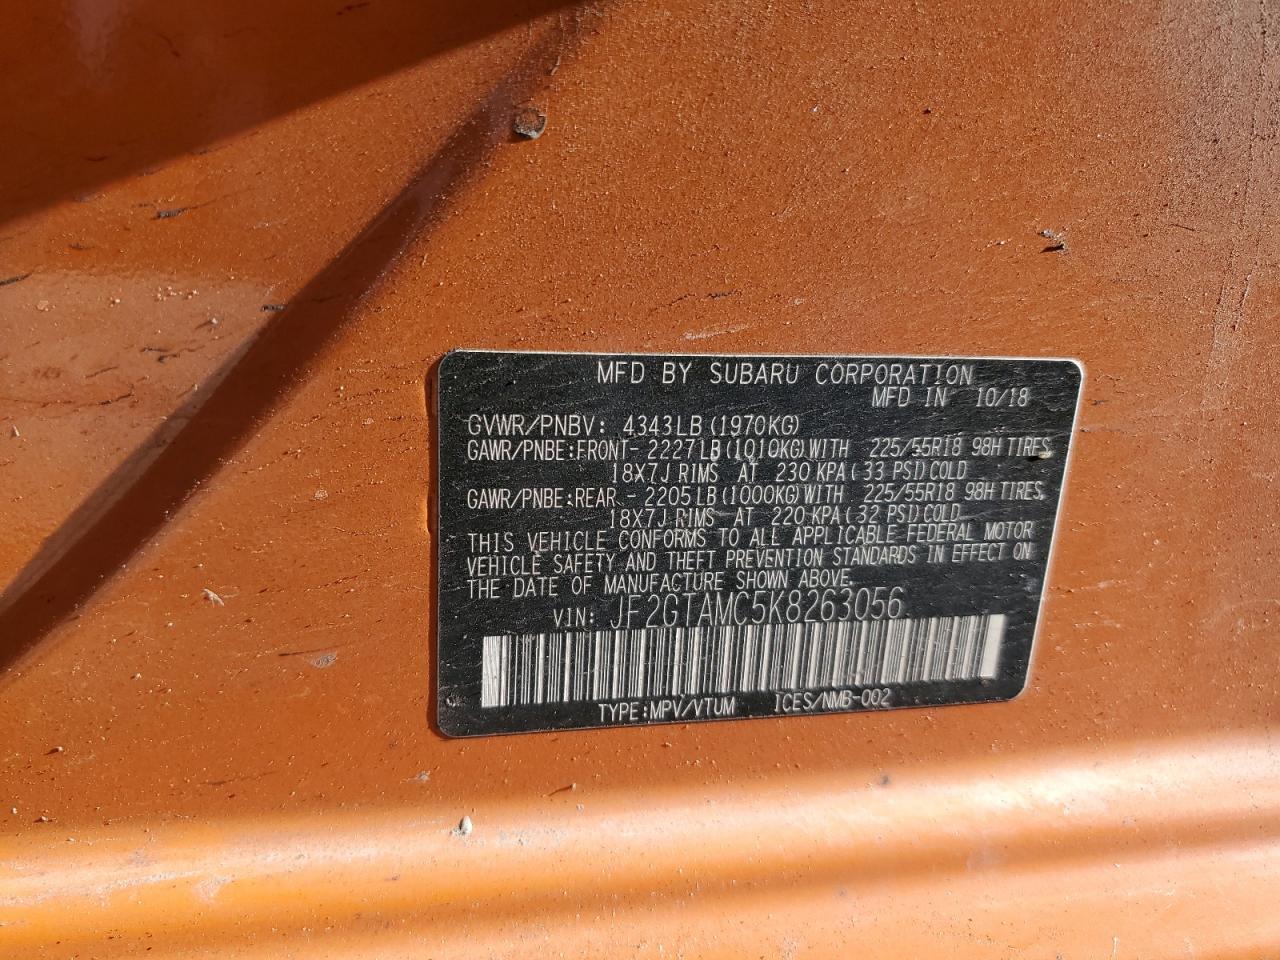 MFD BY SUBARU CORPORATION
MFD IN 10/18
GVWR/PNBV: 4343LB(1970KG)
GAWR/PNBE:FRONT-2227LB(1010KG)WITH 225/55R18 98H TIRES,
18X7J RIMS AT 230 KPA(33 PSI)COLD
GAWR/PNBE:REAR -2205LB(1000KG)WITH 225/55R18 98H TIRES,
18X7J RIMS AT 220 KPA(32 PSI)COLD
THIS VEHICLE CONFORMS TO ALL APPLICABLE FEDERAL MOTOR
VEHICLE SAFETY AND THEFT PREVENTION STANDARDS IN EFFECT ON
THE DATE OF MANUFACTURE SHOWN ABOVE.
VIN: JF2GTAMC5K8263056
TYPE:MPV/VTUM ICES/NMB-002